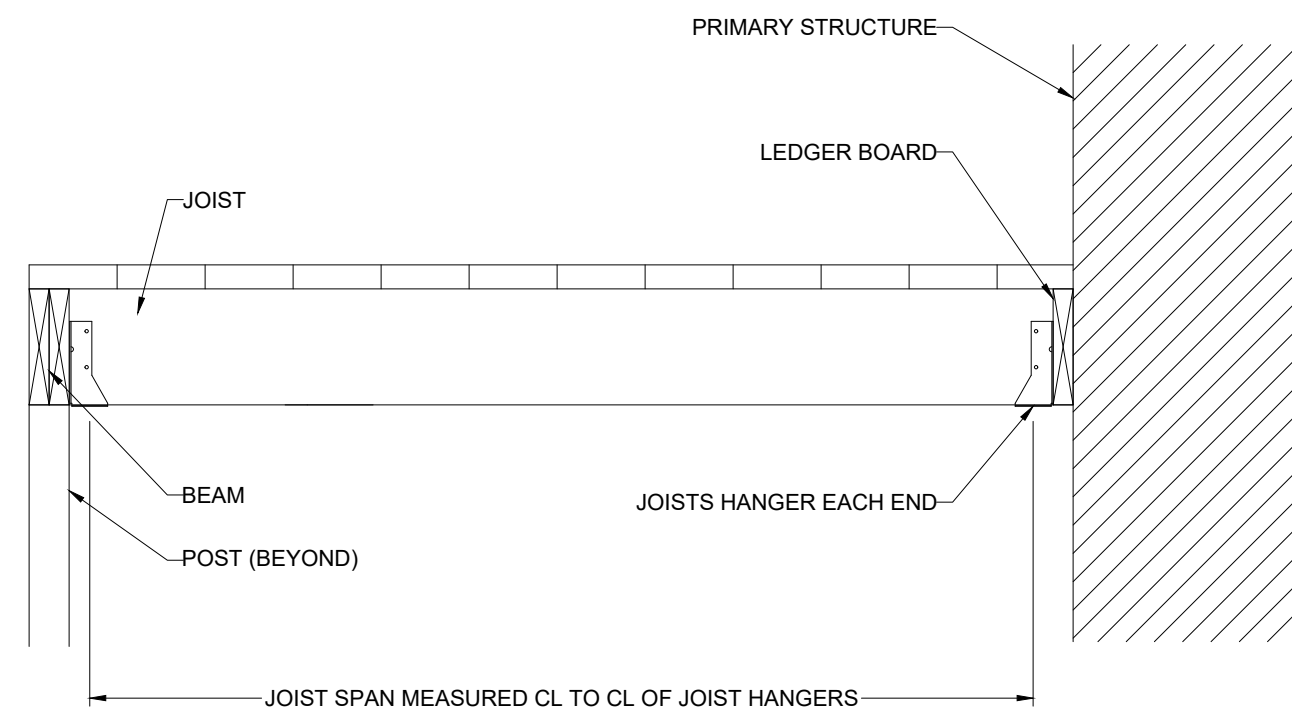 PRIMARY STRUCTURE
LEDGER BOARD
JOIST
BEAM
JOISTS HANGER EACH END
POST (BEYOND)
JOIST SPAN MEASURED CL TO CL OF JOIST HANGERS